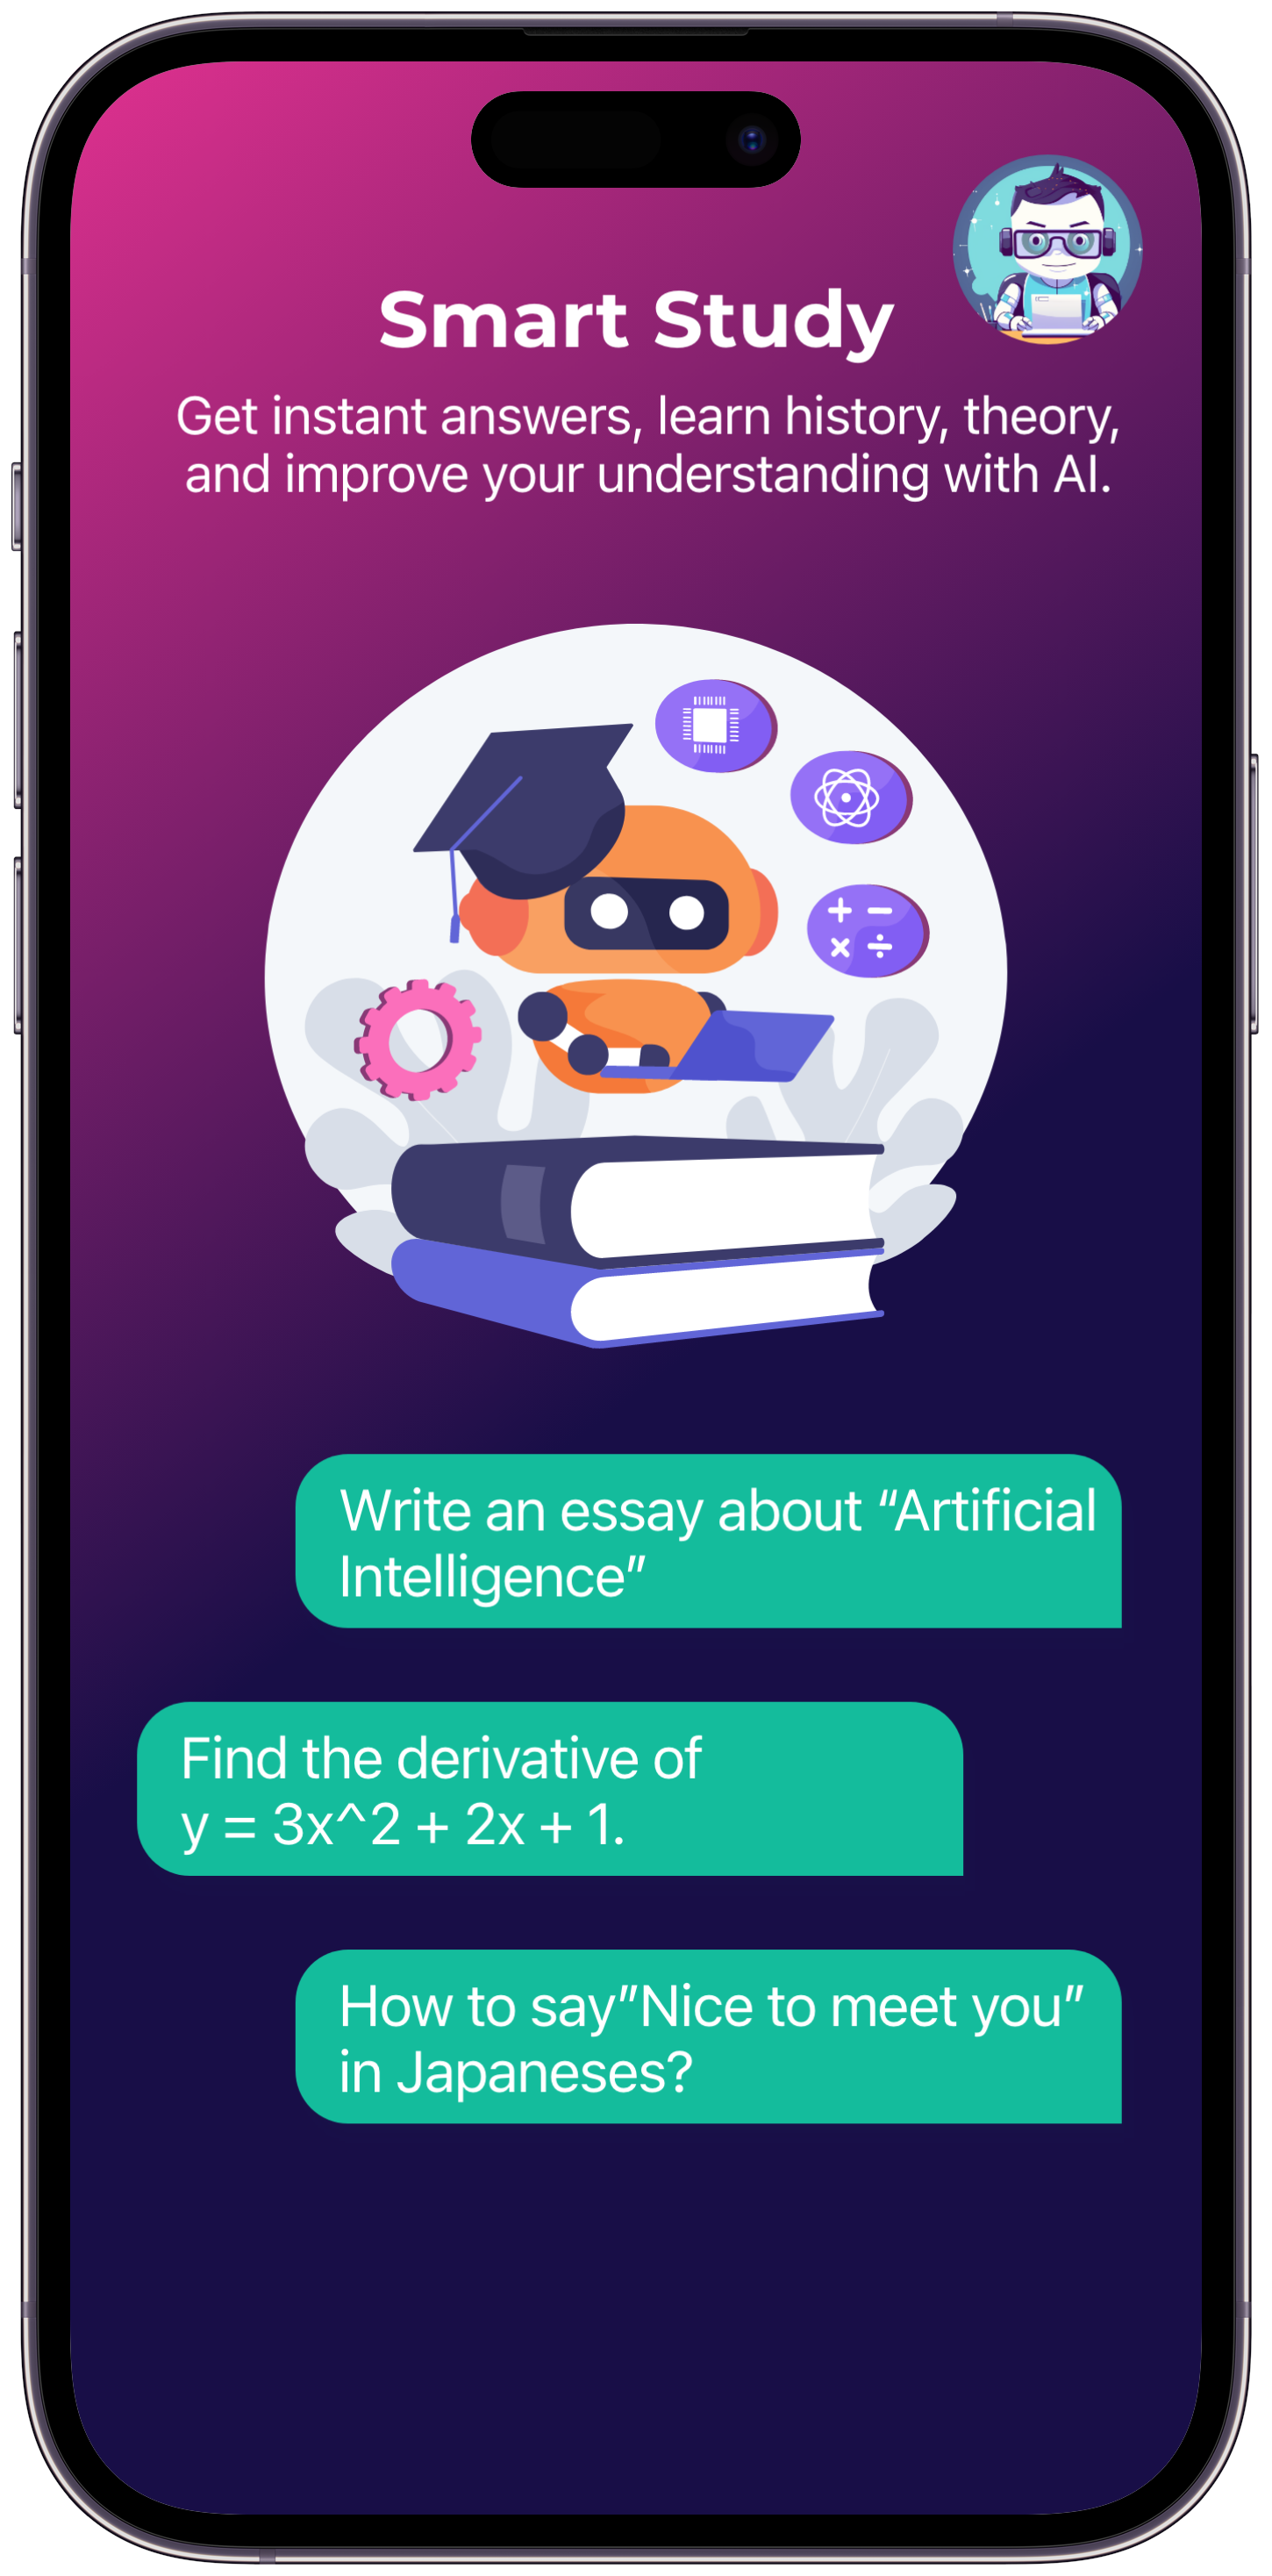 Smart Study
Get instant answers, learn history, theory,
and improve your understanding with AI.
Write an essay about “Artificial
Intelligence”
Find the derivative of
y = 3x^2 + 2x + 1.
How to say”Nice to meet you”
in Japaneses?